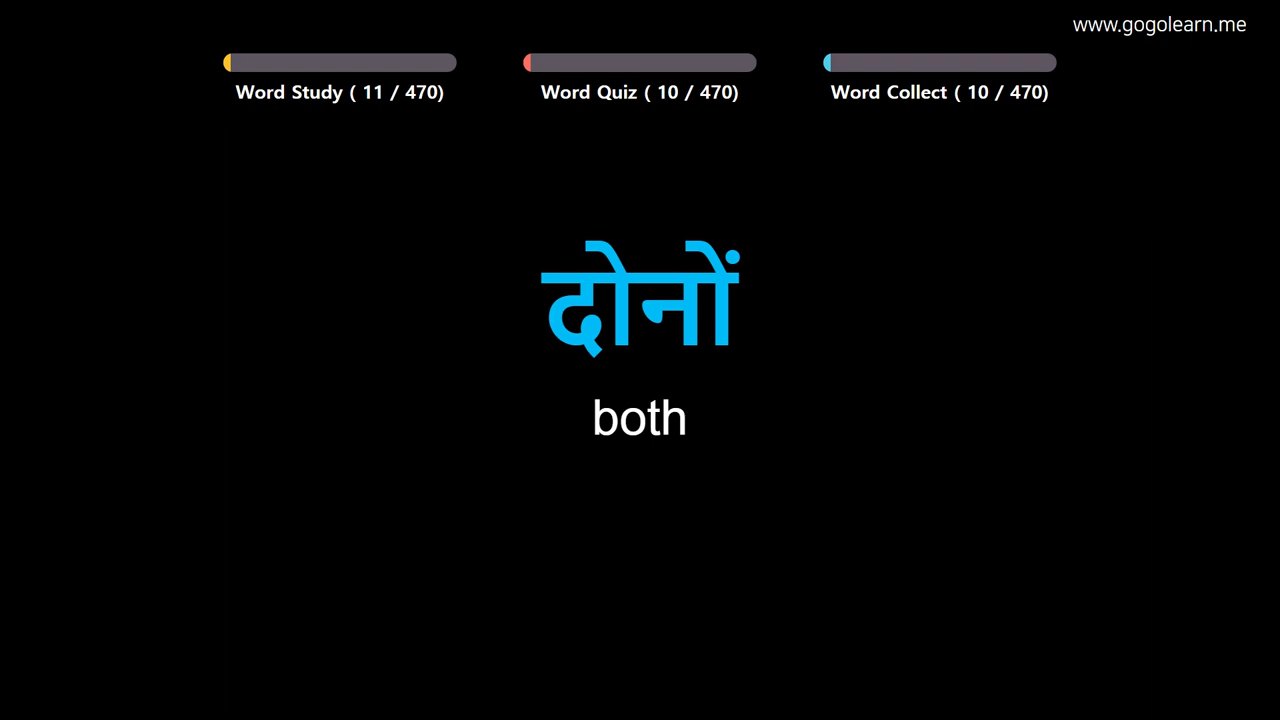 www.gogolearn.me
Word Study ( 11 / 470)
Word Quiz ( 10 / 470)
Word Collect ( 10 / 470)
दोनों
both